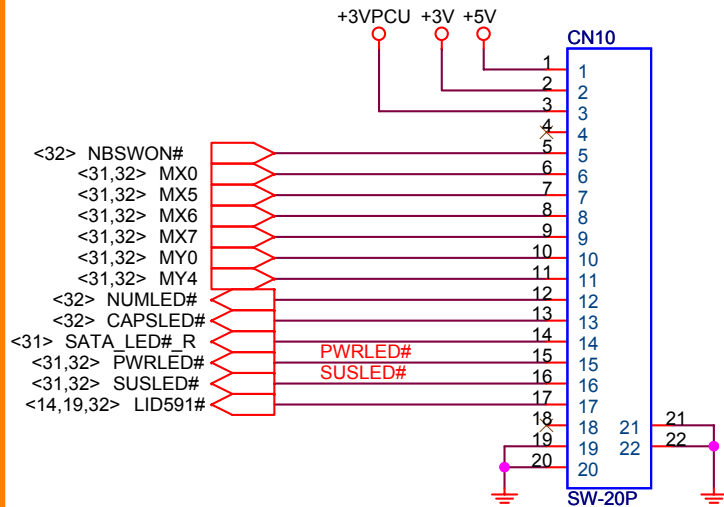 +3VPCU +3V +5V
CN10
1 1
2 2
3 3
4 4
<32> NBSWON# 5 5
<31,32> MX0 6 6
<31,32> MX5 7 7
<31,32> MX6 8 8
<31,32> MX7 9 9
<31,32> MY0 10 10
<31,32> MY4 11 11
<32> NUMLED# 12 12
<32> CAPSLED# 13 13
<31> SATA_LED#_R 14 14
<31,32> PWRLED# PWRLED# 15 15
<31,32> SUSLED# SUSLED# 16 16
<14,19,32> LID591# 17 17
18 18 21 21
19 19 22 22
20 20
SW-20P